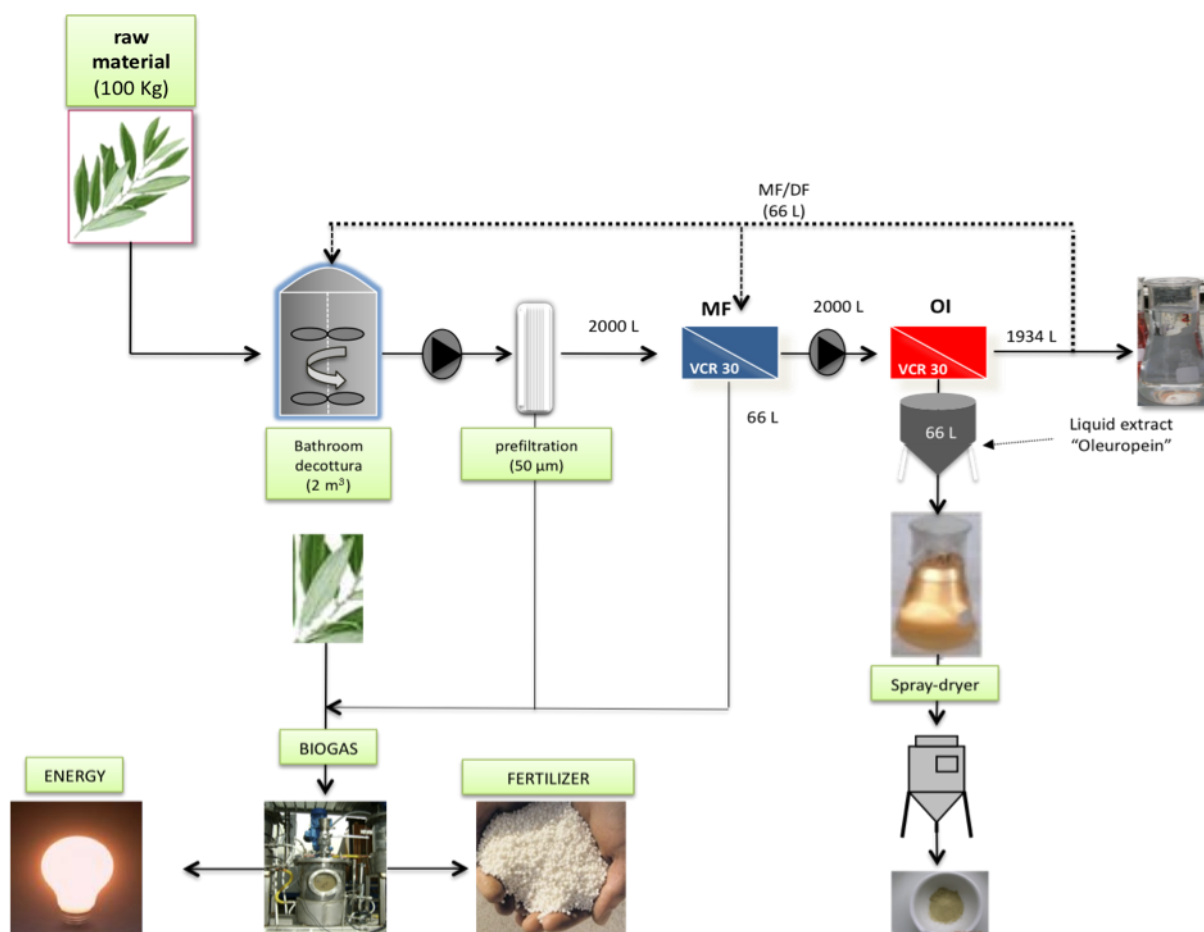 raw
material
(100 Kg)
MF/DF
(66 L)
MF
OI
2000 L
2000 L
1934 L
VCR 30
VCR 30
66 L
66 L
Liquid extract
“Oleuropein”
Bathroom
decottura
(2 m³)
prefiltration
(50 µm)
Spray-dryer
BIOGAS
ENERGY
FERTILIZER